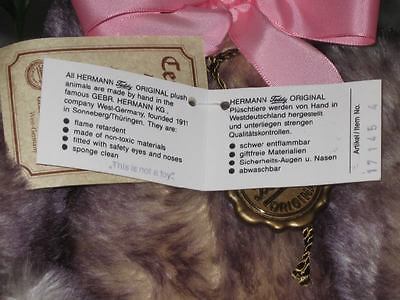 All HERMANN Teddy ORIGINAL plush
animals are made by hand in the
famous GEBR. HERMANN KG
company West-Germany, founded 1911
in Sonneberg/Thüringen. They are:
● flame retardent
● made of non-toxic materials
● fitted with safety eyes and noses
● sponge clean
"This is not a toy"
HERMANN Teddy ORIGINAL
Plüschtiere werden von Hand in
Westdeutschland hergestellt
und unterliegen strengen
Qualitätskontrollen.
● schwer entflammbar
● giftfreie Materialien
● Sicherheits-Augen u. Nasen
● abwaschbar
Artikel/Item No.
17145 4
ORIGINAL